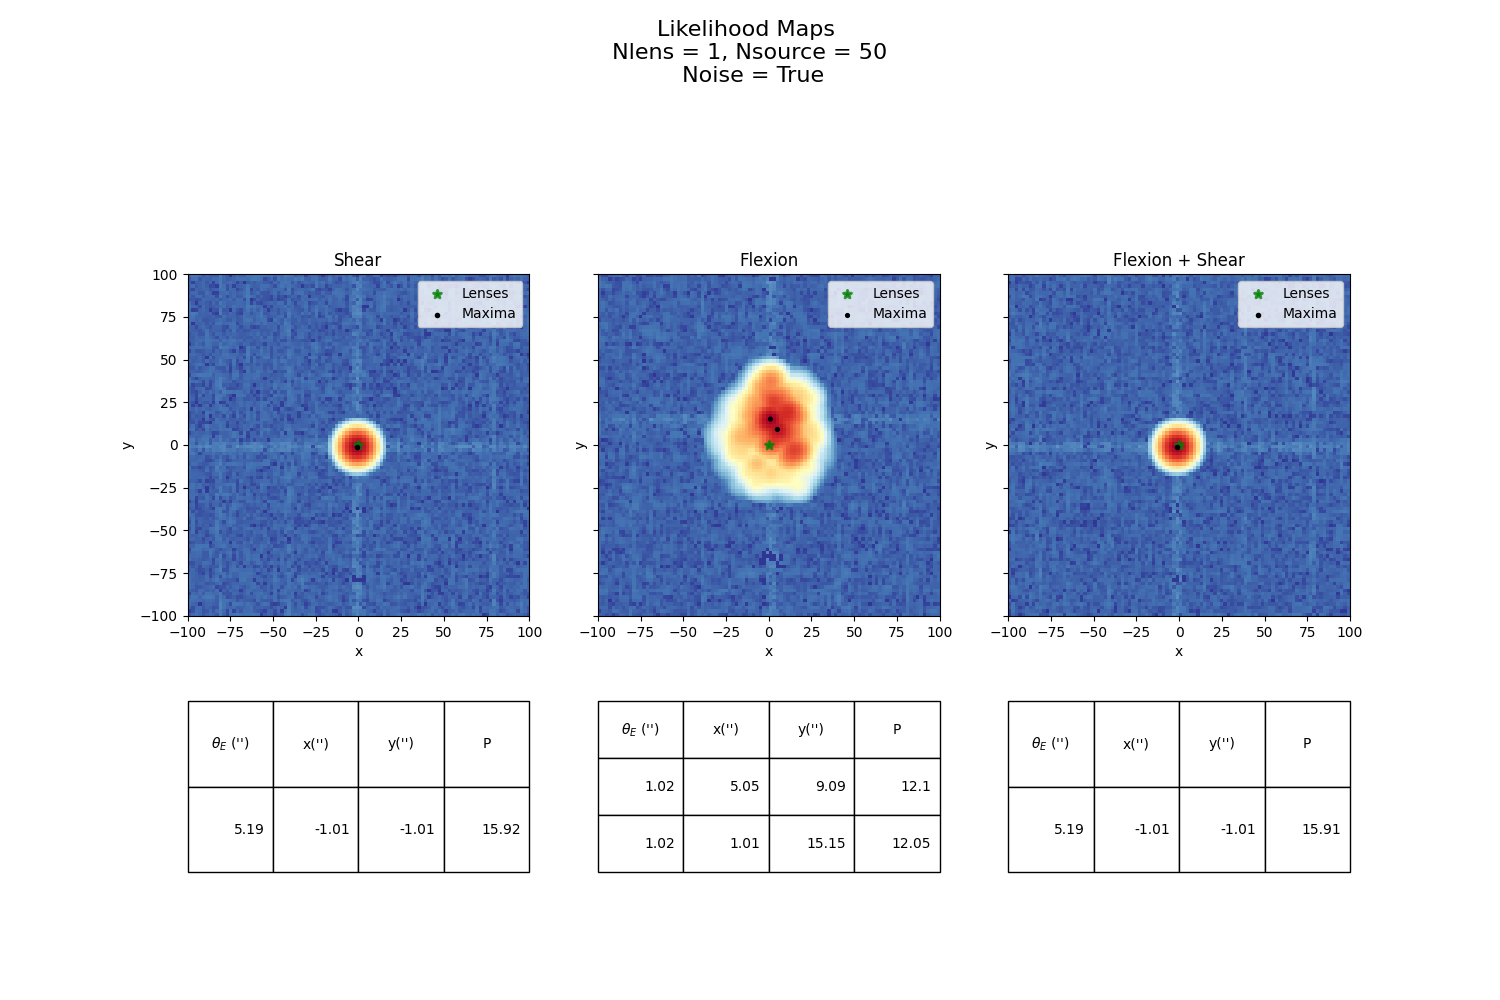 Likelihood Maps
Nlens = 1, Nsource = 50
Noise = True
Shear
Lenses
Maxima
100
75
50
25
0
−25
−50
−75
−100
y
−100 −75 −50 −25 0 25 50 75 100
x
Flexion
Lenses
Maxima
y
−100 −75 −50 −25 0 25 50 75 100
x
Flexion + Shear
Lenses
Maxima
y
−100 −75 −50 −25 0 25 50 75 100
x
θE ('') x('') y('') P
5.19 -1.01 -1.01 15.92
θE ('') x('') y('') P
1.02 5.05 9.09 12.1
1.02 1.01 15.15 12.05
θE ('') x('') y('') P
5.19 -1.01 -1.01 15.91